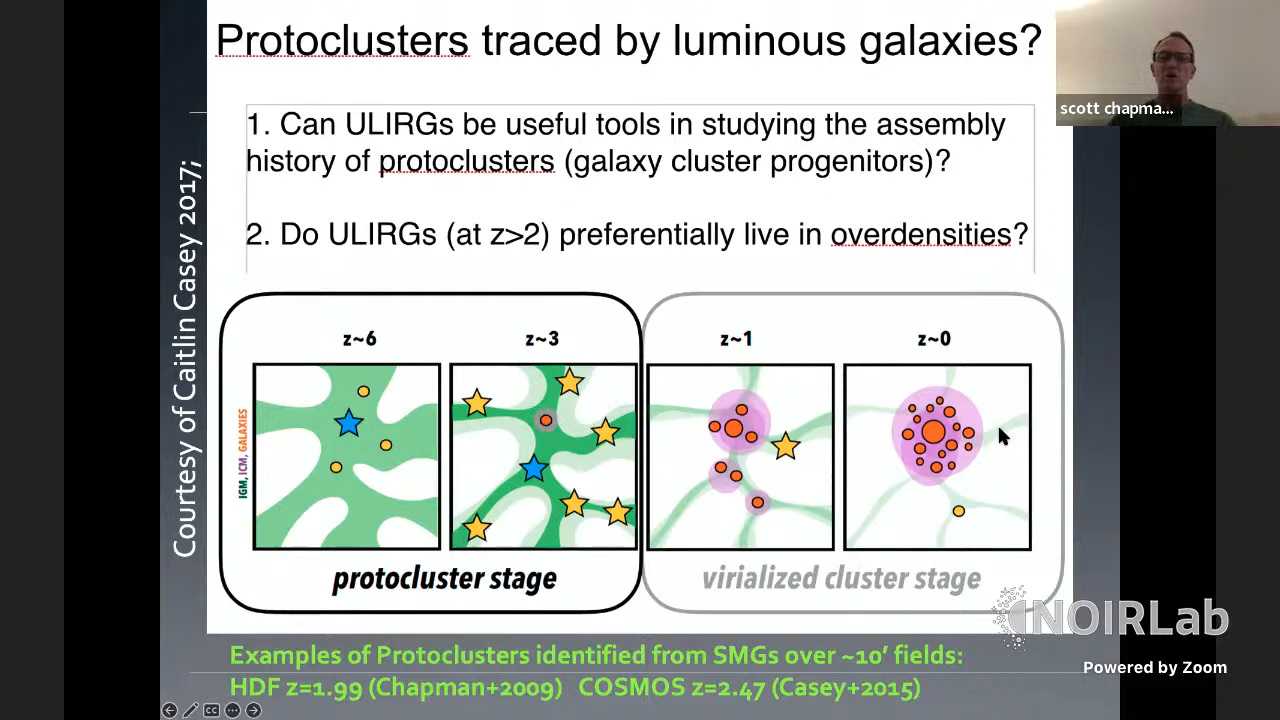 Protoclusters traced by luminous galaxies?
scott chapma...
1. Can ULIRGs be useful tools in studying the assembly
history of protoclusters (galaxy cluster progenitors)?
2. Do ULIRGs (at z>2) preferentially live in overdensities?
Courtesy of Caitlin Casey 2017;
z~6
z~3
z~1
z~0
IGM, ICM, GALAXIES
protocluster stage
virialized cluster stage
NOIRLab
Powered by Zoom
Examples of Protoclusters identified from SMGs over ~10' fields:
HDF z=1.99 (Chapman+2009) COSMOS z=2.47 (Casey+2015)
CC